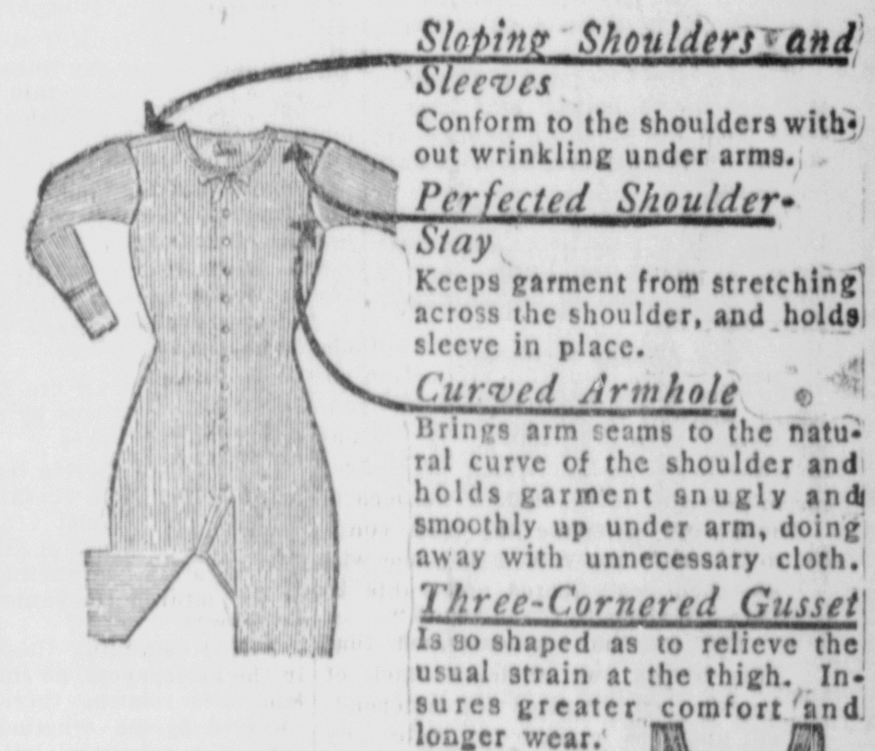 Sloping Shoulders and
Sleeves
Conform to the shoulders with-
out wrinkling under arms.
Perfected Shoulder-
Stay
Keeps garment from stretching
across the shoulder, and holds
sleeve in place.
Curved Armhole
Brings arm seams to the natu-
ral curve of the shoulder and
holds garment snugly and
smoothly up under arm, doing
away with unnecessary cloth.
Three-Cornered Gusset
Is so shaped as to relieve the
usual strain at the thigh. In-
sures greater comfort and
longer wear.